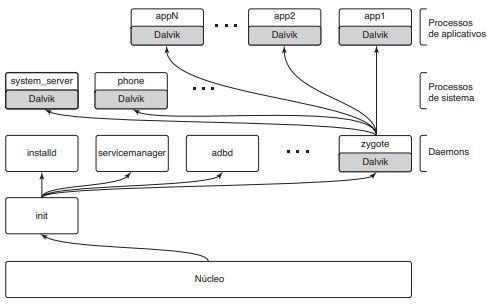 appN
Dalvik
app2
Dalvik
app1
Dalvik
Processos
de aplicativos
system_server
Dalvik
phone
Dalvik
Processos
de sistema
installd
servicemanager
adbd
zygote
Dalvik
Daemons
init
Núcleo